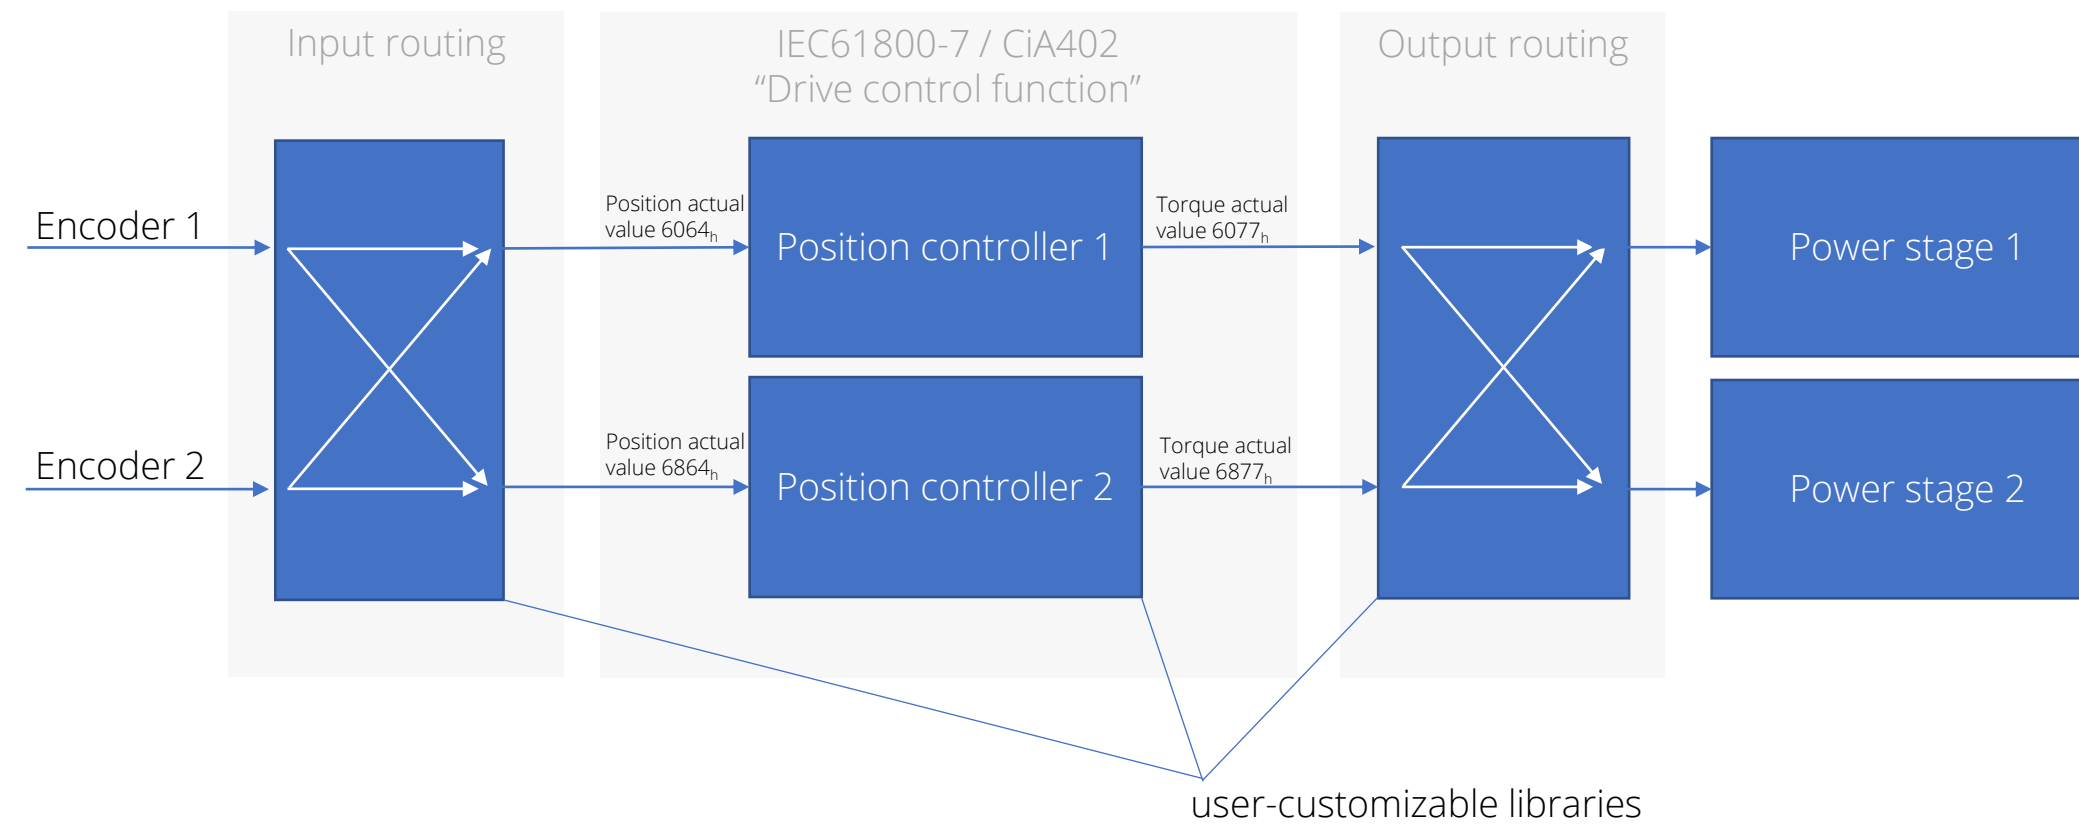 Input routing
IEC61800-7 / CiA402
“Drive control function”
Output routing
Encoder 1
Position actual
value 6064h
Position controller 1
Torque actual
value 6077h
Power stage 1
Encoder 2
Position actual
value 6864h
Position controller 2
Torque actual
value 6877h
Power stage 2
user-customizable libraries